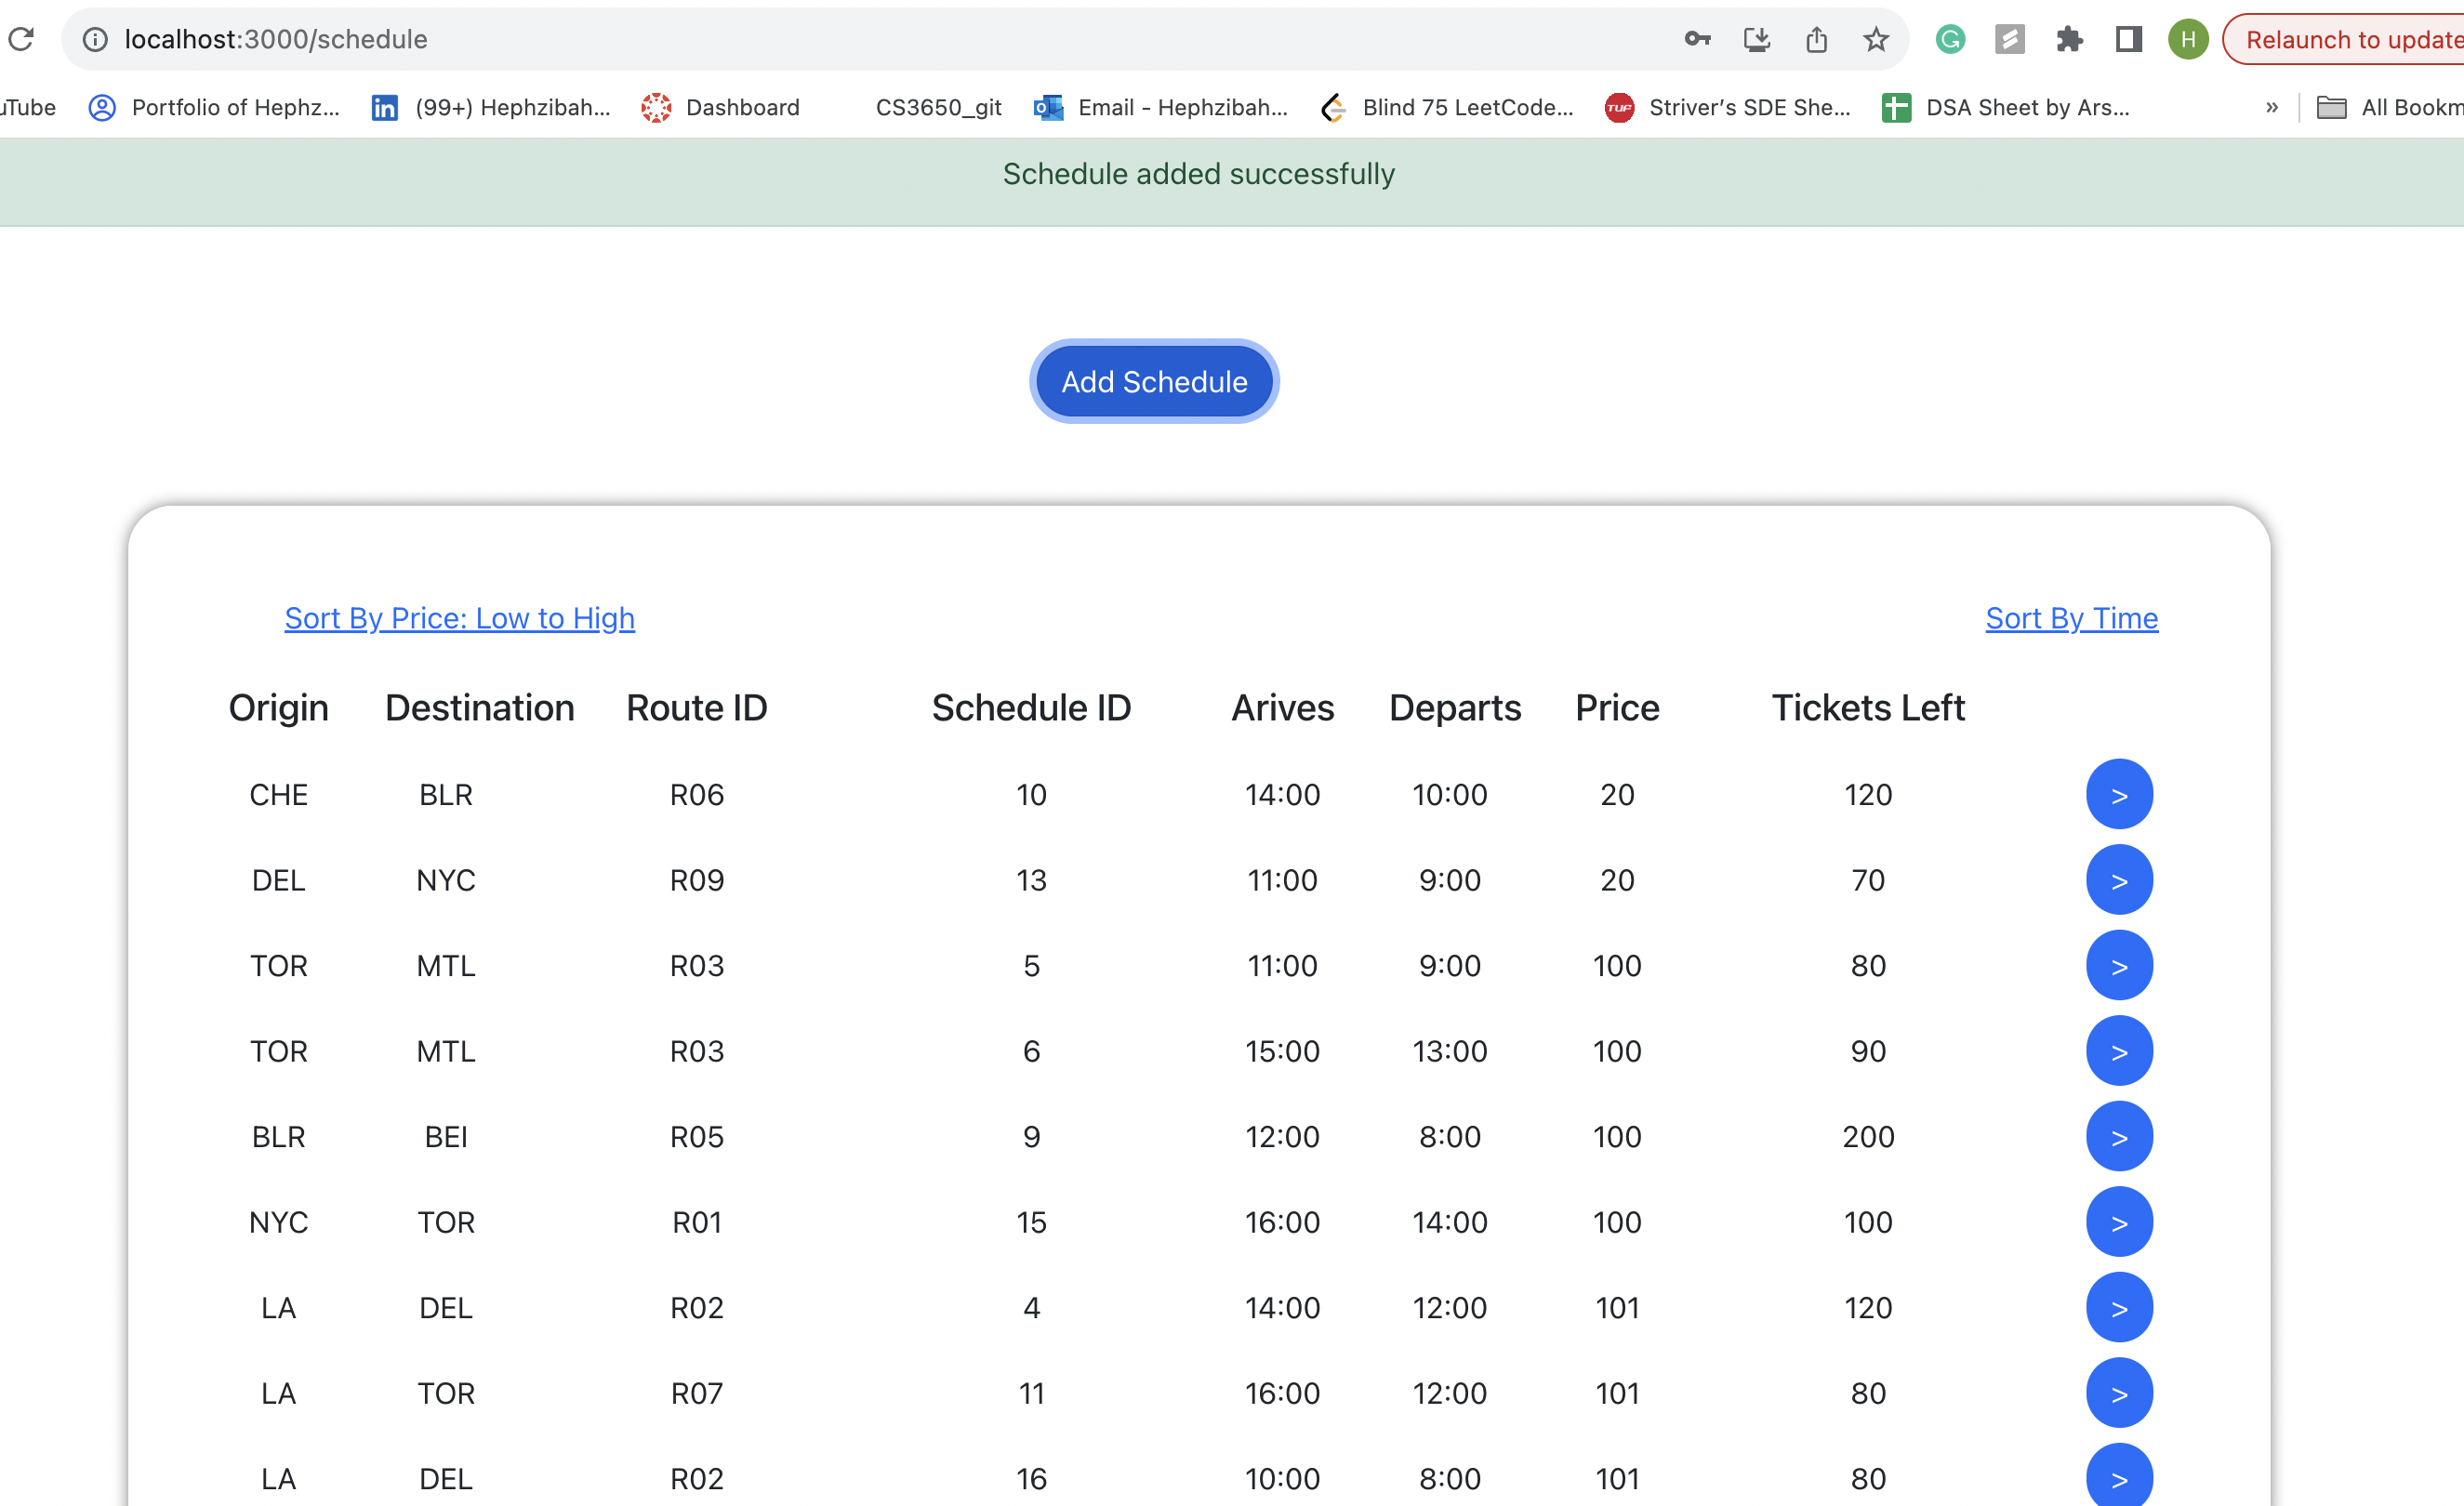 localhost:3000/schedule H Relaunch to update
uTube Portfolio of Hephz... in (99+) Hephzibah... Dashboard CS3650_git Email - Hephzibah... Blind 75 LeetCode... TUF Striver's SDE She... DSA Sheet by Ars... » All Bookm
Schedule added successfully
Add Schedule
Sort By Price: Low to High Sort By Time
Origin Destination Route ID Schedule ID Arives Departs Price Tickets Left
CHE BLR R06 10 14:00 10:00 20 120 >
DEL NYC R09 13 11:00 9:00 20 70 >
TOR MTL R03 5 11:00 9:00 100 80 >
TOR MTL R03 6 15:00 13:00 100 90 >
BLR BEI R05 9 12:00 8:00 100 200 >
NYC TOR R01 15 16:00 14:00 100 100 >
LA DEL R02 4 14:00 12:00 101 120 >
LA TOR R07 11 16:00 12:00 101 80 >
LA DEL R02 16 10:00 8:00 101 80 >